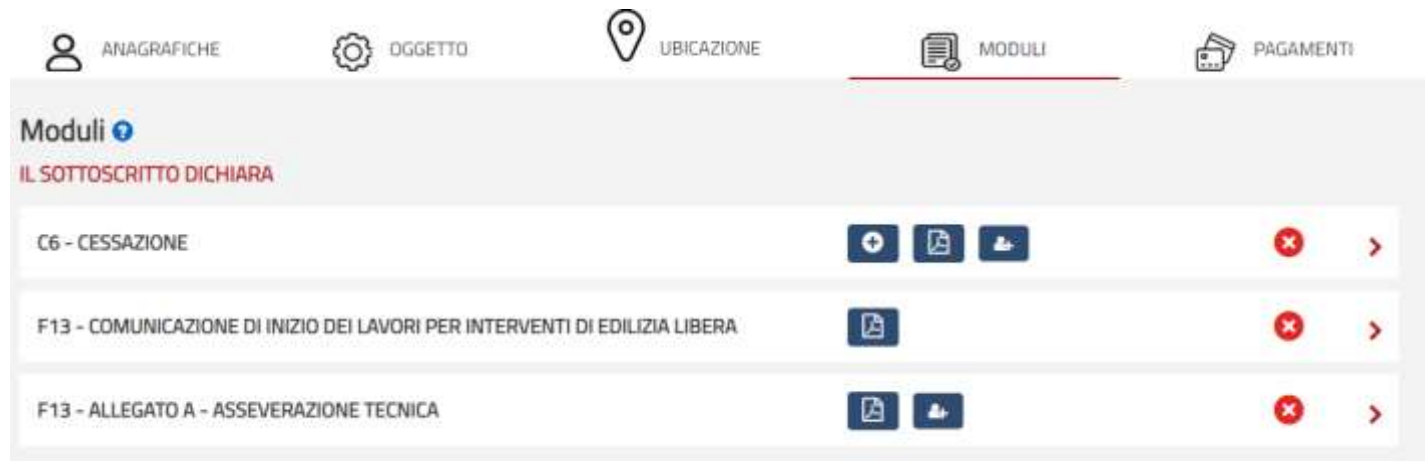 ANAGRAFICHE OGGETTO UBICAZIONE MODULI PAGAMENTI
Moduli
IL SOTTOSCRITTO DICHIARA
C6 - CESSAZIONE
F13 - COMUNICAZIONE DI INIZIO DEI LAVORI PER INTERVENTI DI EDILIZIA LIBERA
F13 - ALLEGATO A - ASSEVERAZIONE TECNICA